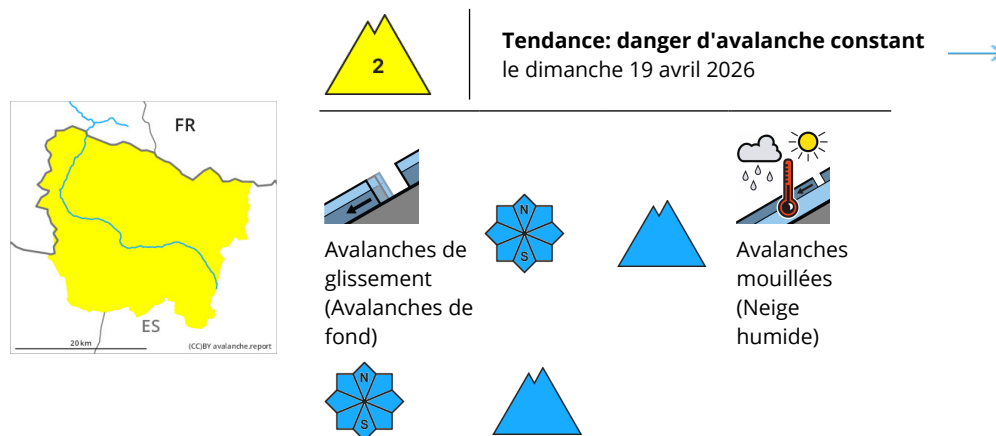 2
Tendance: danger d'avalanche constant
le dimanche 19 avril 2026
FR
ES
20 km
(CC)BY avalanche.report
Avalanches de
glissement
(Avalanches de
fond)
N
S
Avalanches
mouillées
(Neige
humide)
N
S